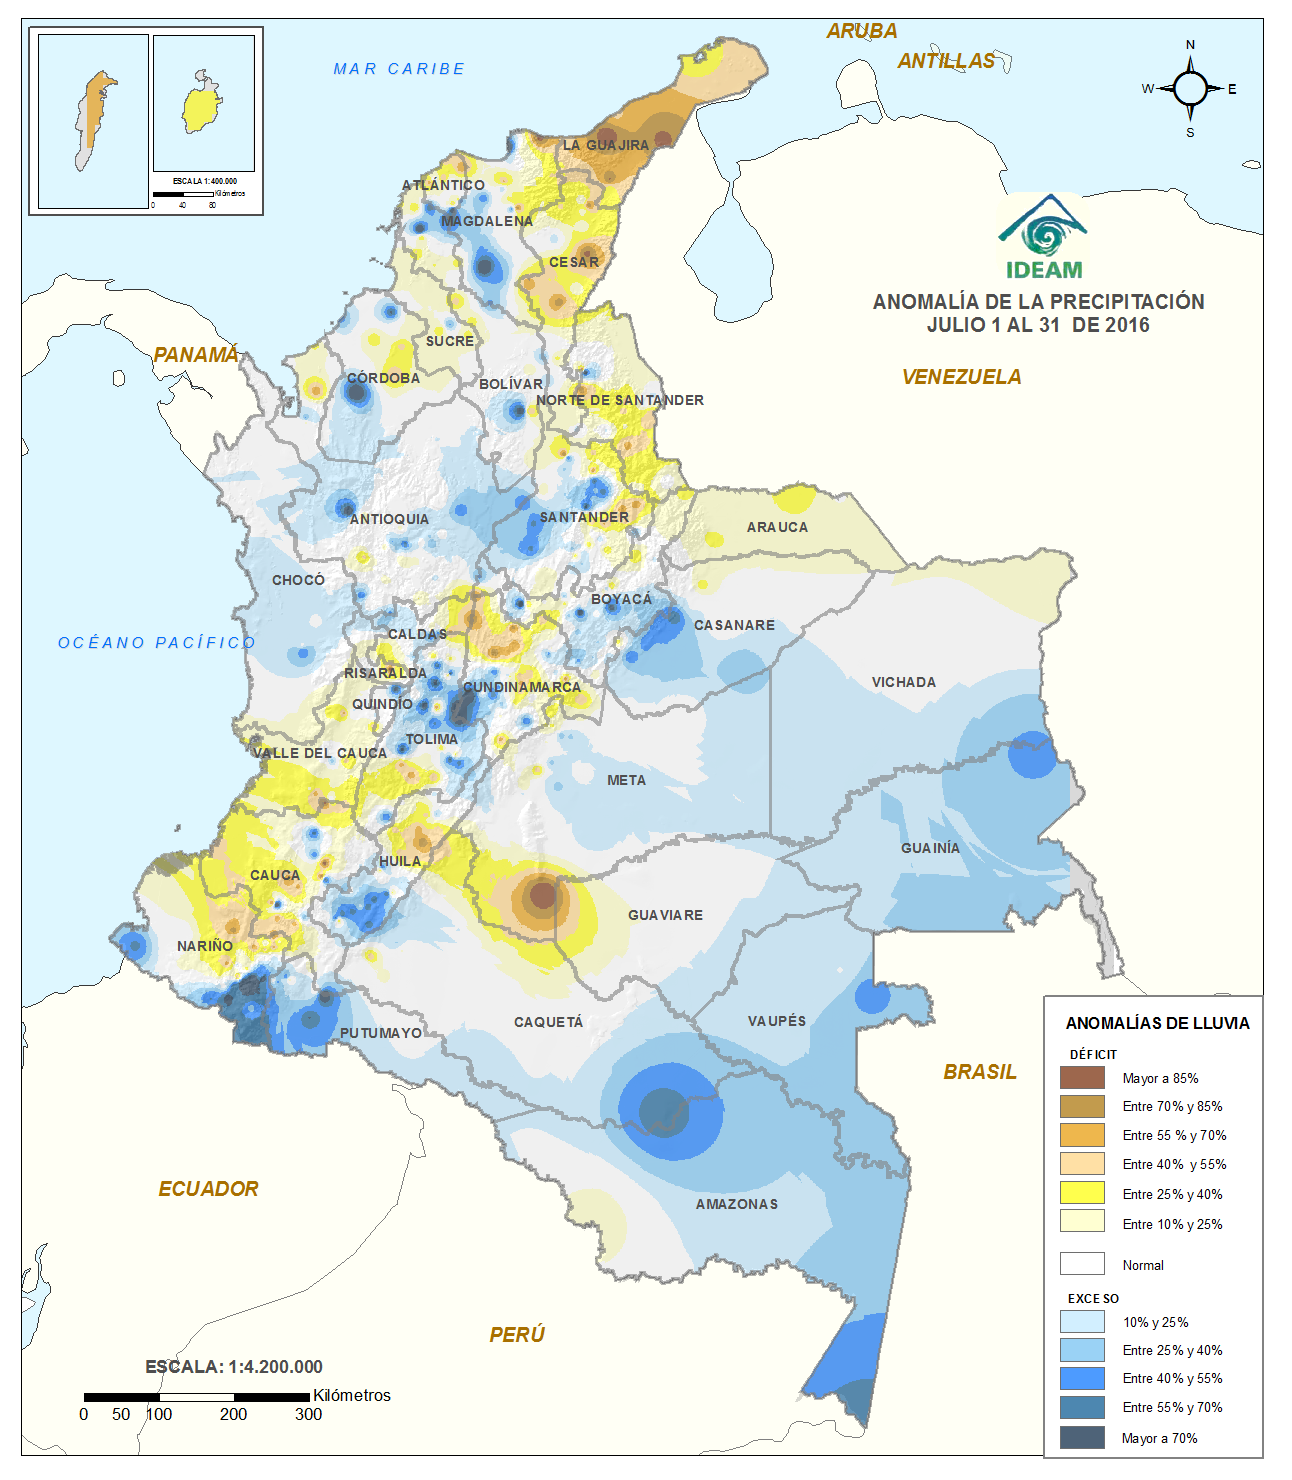 ARUBA
ANTILLAS
MAR CARIBE
N
W
E
S
ESCALA 1:400.000
Kilómetros
0 40 80
LA GUAJIRA
ATLÁNTICO
MAGDALENA
CESAR
IDEAM
ANOMALÍA DE LA PRECIPITACIÓN
JULIO 1 AL 31 DE 2016
PANAMÁ
SUCRE
VENEZUELA
CÓRDOBA
BOLÍVAR
NORTE DE SANTANDER
ANTIOQUIA
SANTANDER
ARAUCA
CHOCÓ
BOYACÁ
CASANARE
OCÉANO PACÍFICO
CALDAS
RISARALDA
CUNDINAMARCA
VICHADA
QUINDÍO
TOLIMA
VALLE DEL CAUCA
META
GUAINÍA
HUILA
CAUCA
GUAVIARE
NARIÑO
PUTUMAYO
CAQUETÁ
VAUPÉS
BRASIL
ECUADOR
AMAZONAS
PERÚ
ANOMALÍAS DE LLUVIA
DÉFICIT
Mayor a 85%
Entre 70% y 85%
Entre 55 % y 70%
Entre 40% y 55%
Entre 25% y 40%
Entre 10% y 25%
Normal
EXCESO
10% y 25%
Entre 25% y 40%
Entre 40% y 55%
Entre 55% y 70%
Mayor a 70%
ESCALA: 1:4.200.000
Kilómetros
0 50 100 200 300